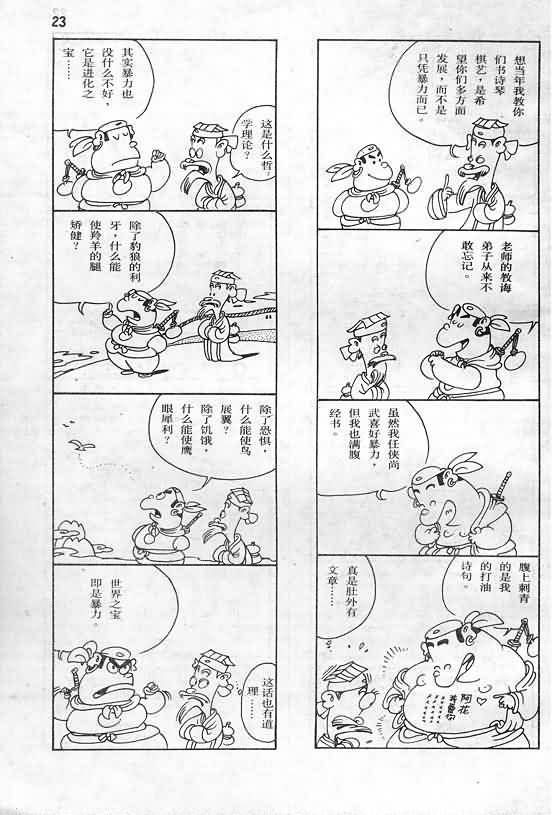 23
想当年我教你
们书诗琴
棋艺，是希
望你们多方面
发展，而不是
只凭暴力而已。
老师的教诲
弟子从来不
敢忘记。
虽然我任侠尚
武喜好暴力，
但我也满腹
经书。
腹上刺青
的是我
的打油
诗句。
阿花
真是肚外有
文章……
其实暴力也
没什么不好，
它是进化之
宝……
这是什么哲
学理论？
除了豹狼的利
牙，什么能
使羚羊的腿
矫健？
除了恐惧，
什么能使鸟
展翼？
除了饥饿，
什么能使鹰
眼犀利？
世界之宝
即是暴力。
这话也有道
理……